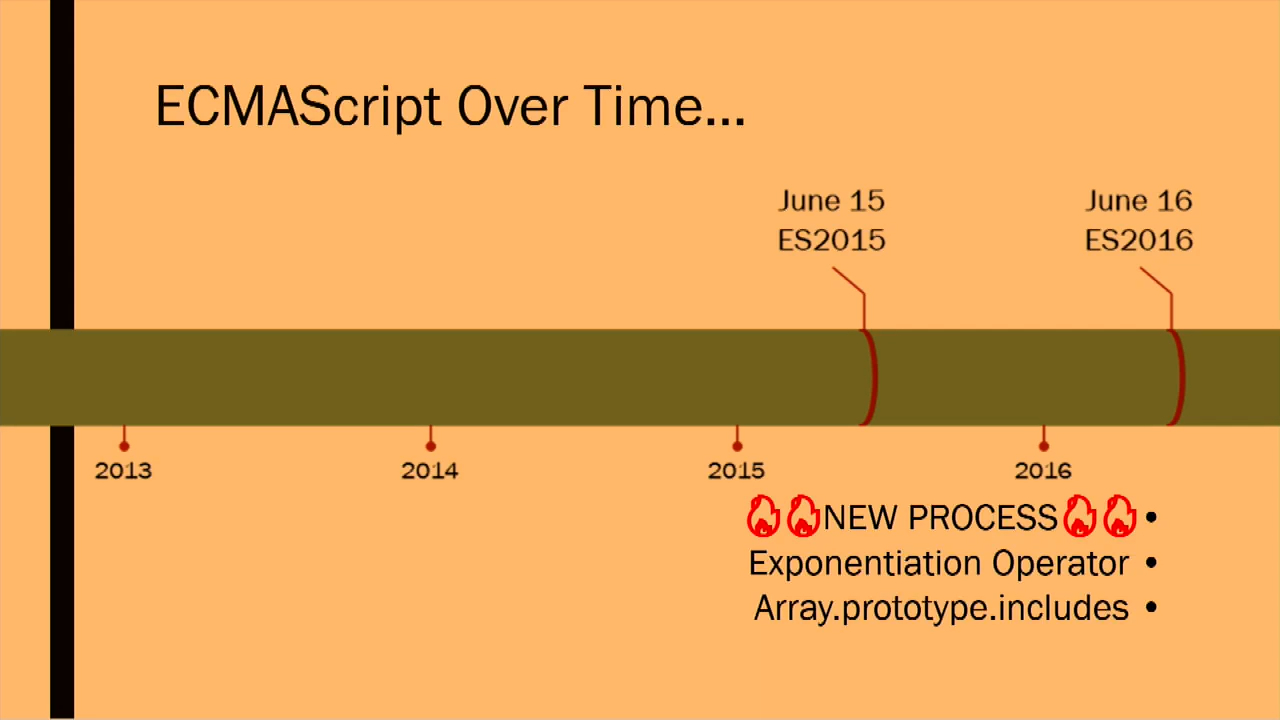 ECMAScript Over Time...
June 15
ES2015
June 16
ES2016
2013
2014
2015
2016
🔥🔥NEW PROCESS🔥🔥 •
Exponentiation Operator •
Array.prototype.includes •